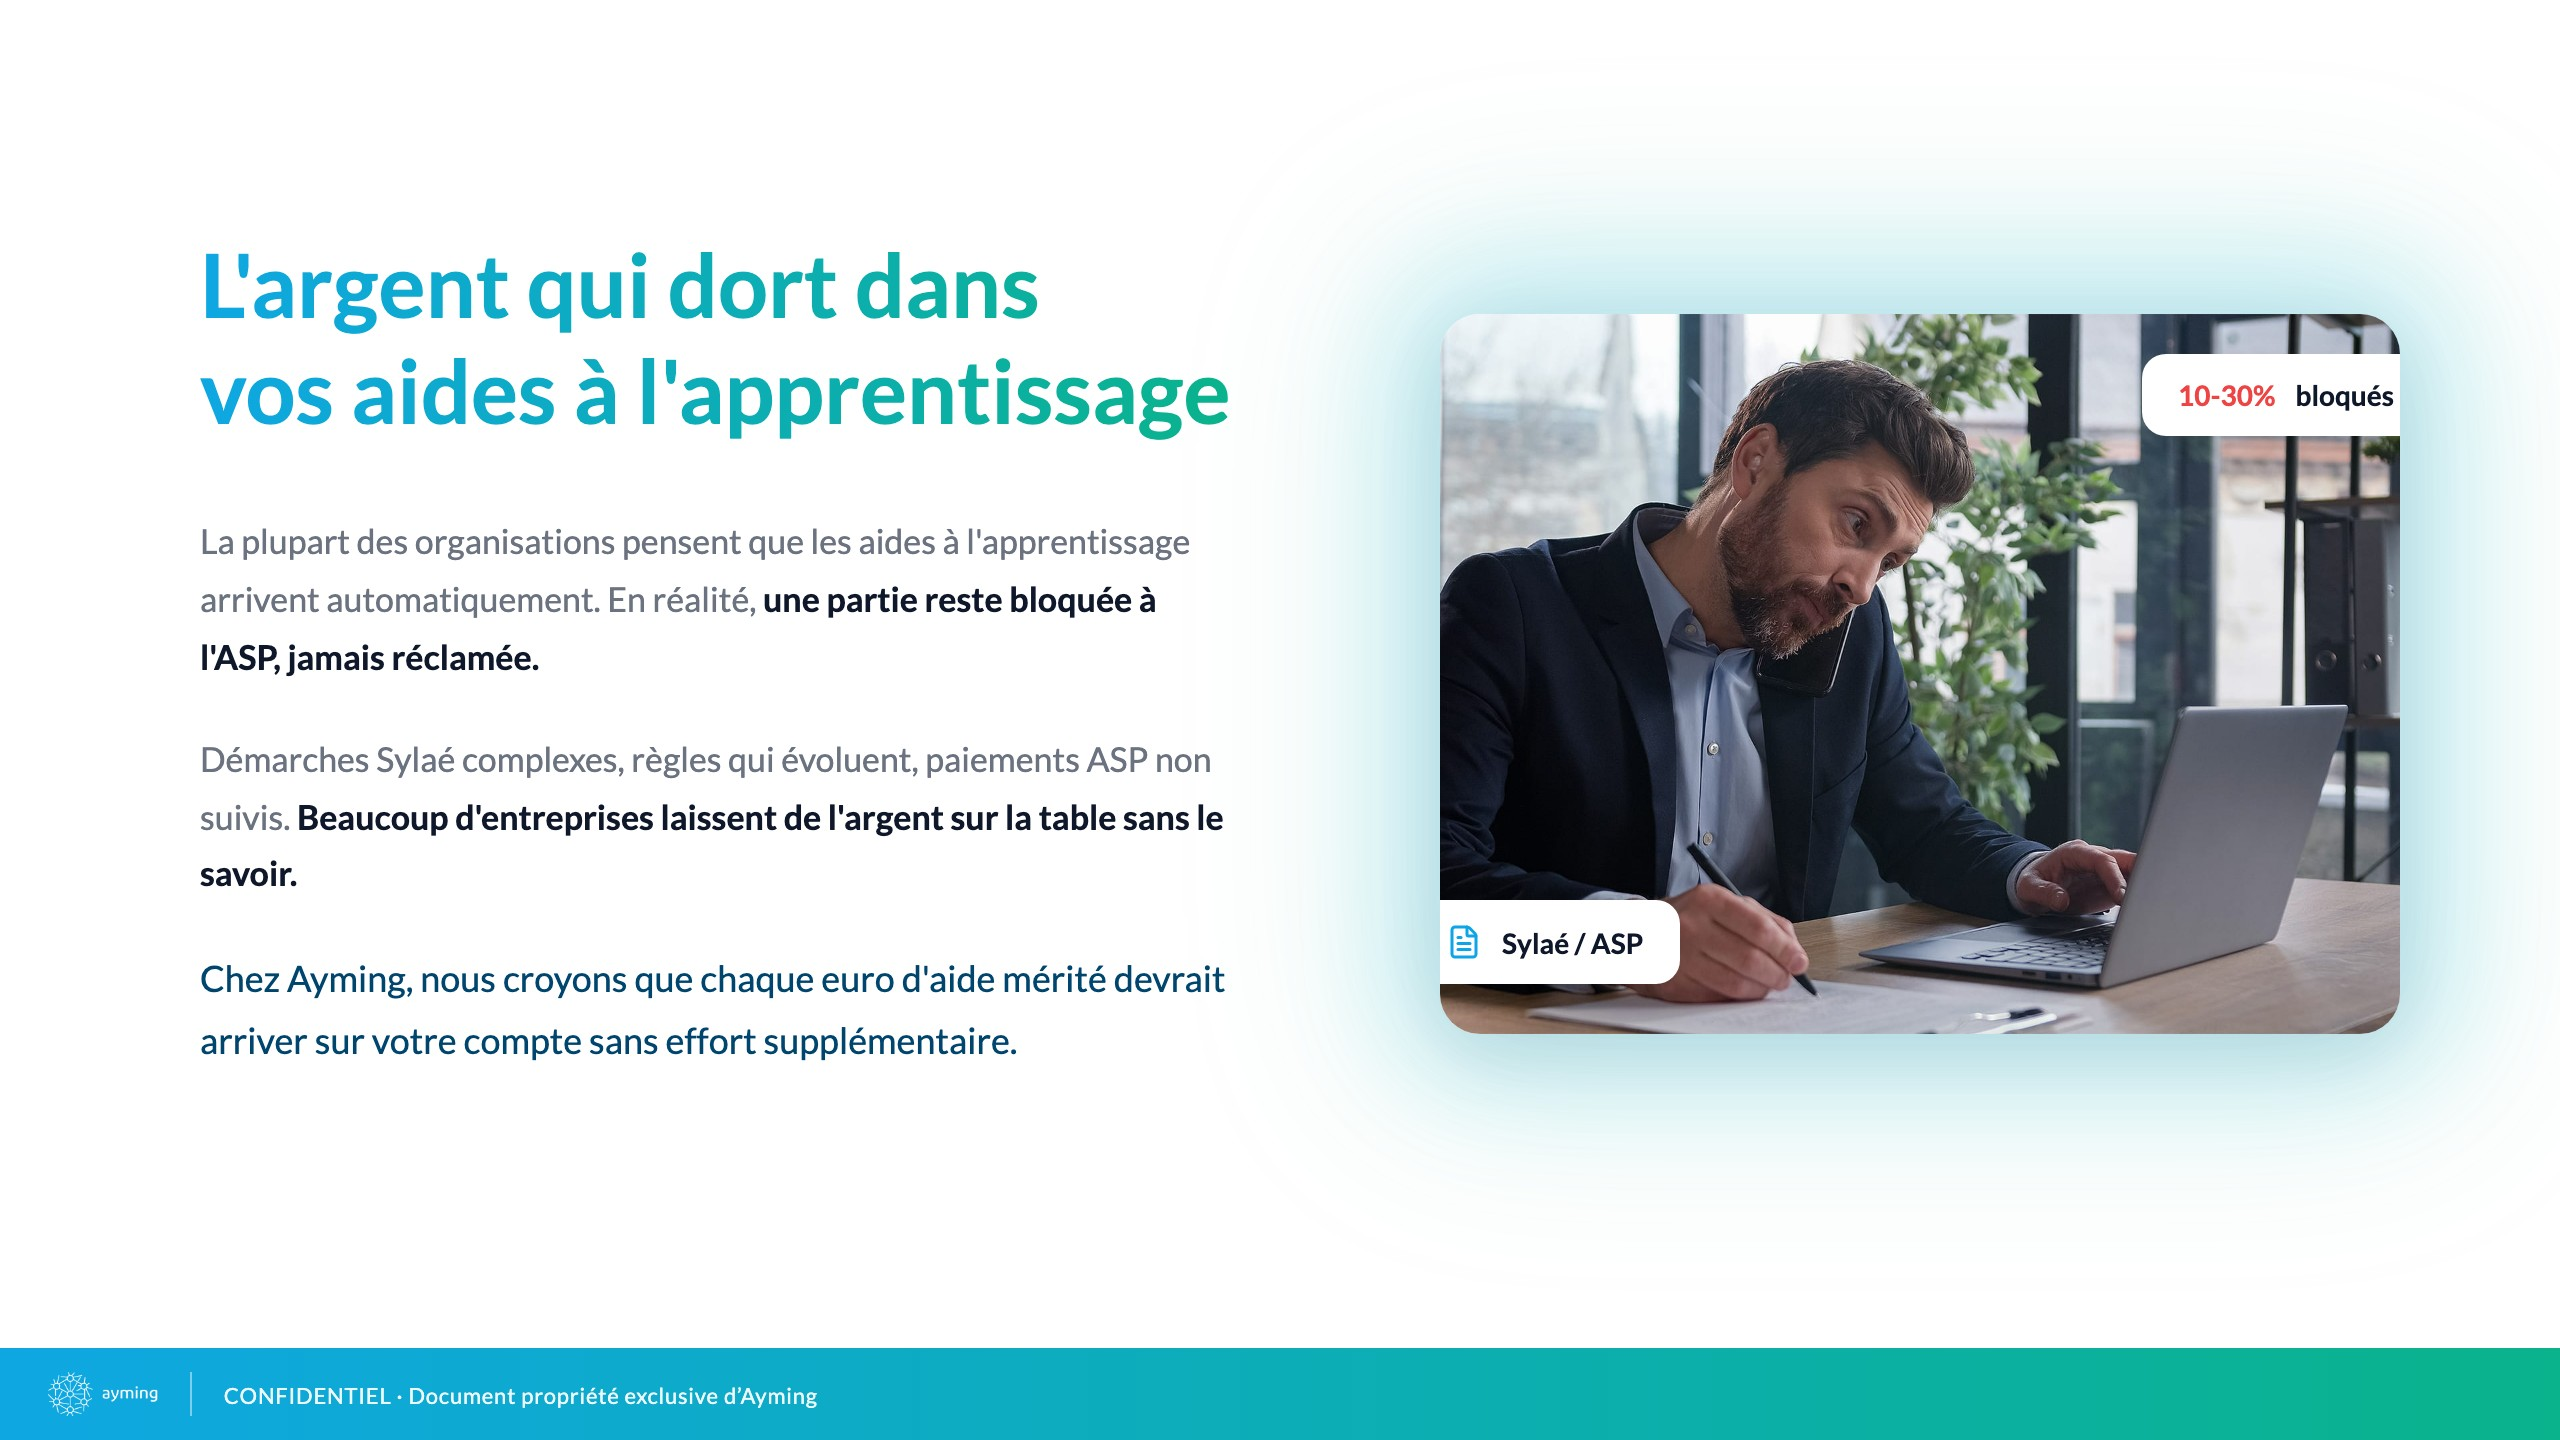 L'argent qui dort dans
vos aides à l'apprentissage
La plupart des organisations pensent que les aides à l'apprentissage
arrivent automatiquement. En réalité, une partie reste bloquée à
l'ASP, jamais réclamée.
Démarches Sylaé complexes, règles qui évoluent, paiements ASP non
suivis. Beaucoup d'entreprises laissent de l'argent sur la table sans le
savoir.
Chez Ayming, nous croyons que chaque euro d'aide mérité devrait
arriver sur votre compte sans effort supplémentaire.
10-30% bloqués
Sylaé / ASP
ayming
CONFIDENTIEL · Document propriété exclusive d’Ayming